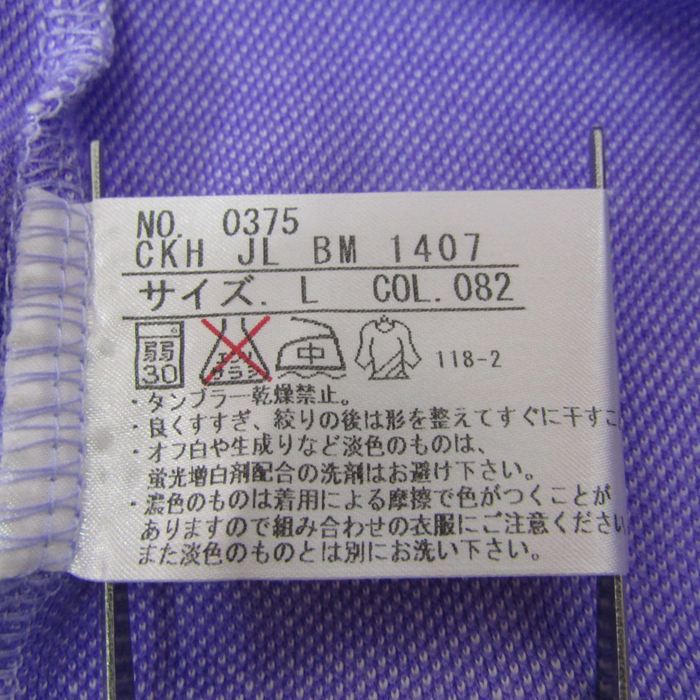 NO. 0375
CKH JL BM 1407
サイズ. L COL.082
弱 30
エンソ サラシ
中
118-2
・タンブラー乾燥禁止。
・良くすすぎ、絞りの後は形を整えてすぐに干すこ
・オフ白や生成りなど淡色のものは、
蛍光増白剤配合の洗剤はお避け下さい。
・濃色のものは着用による摩擦で色がつくことが
ありますので組み合わせの衣服にご注意ください
また淡色のものとは別にお洗い下さい。